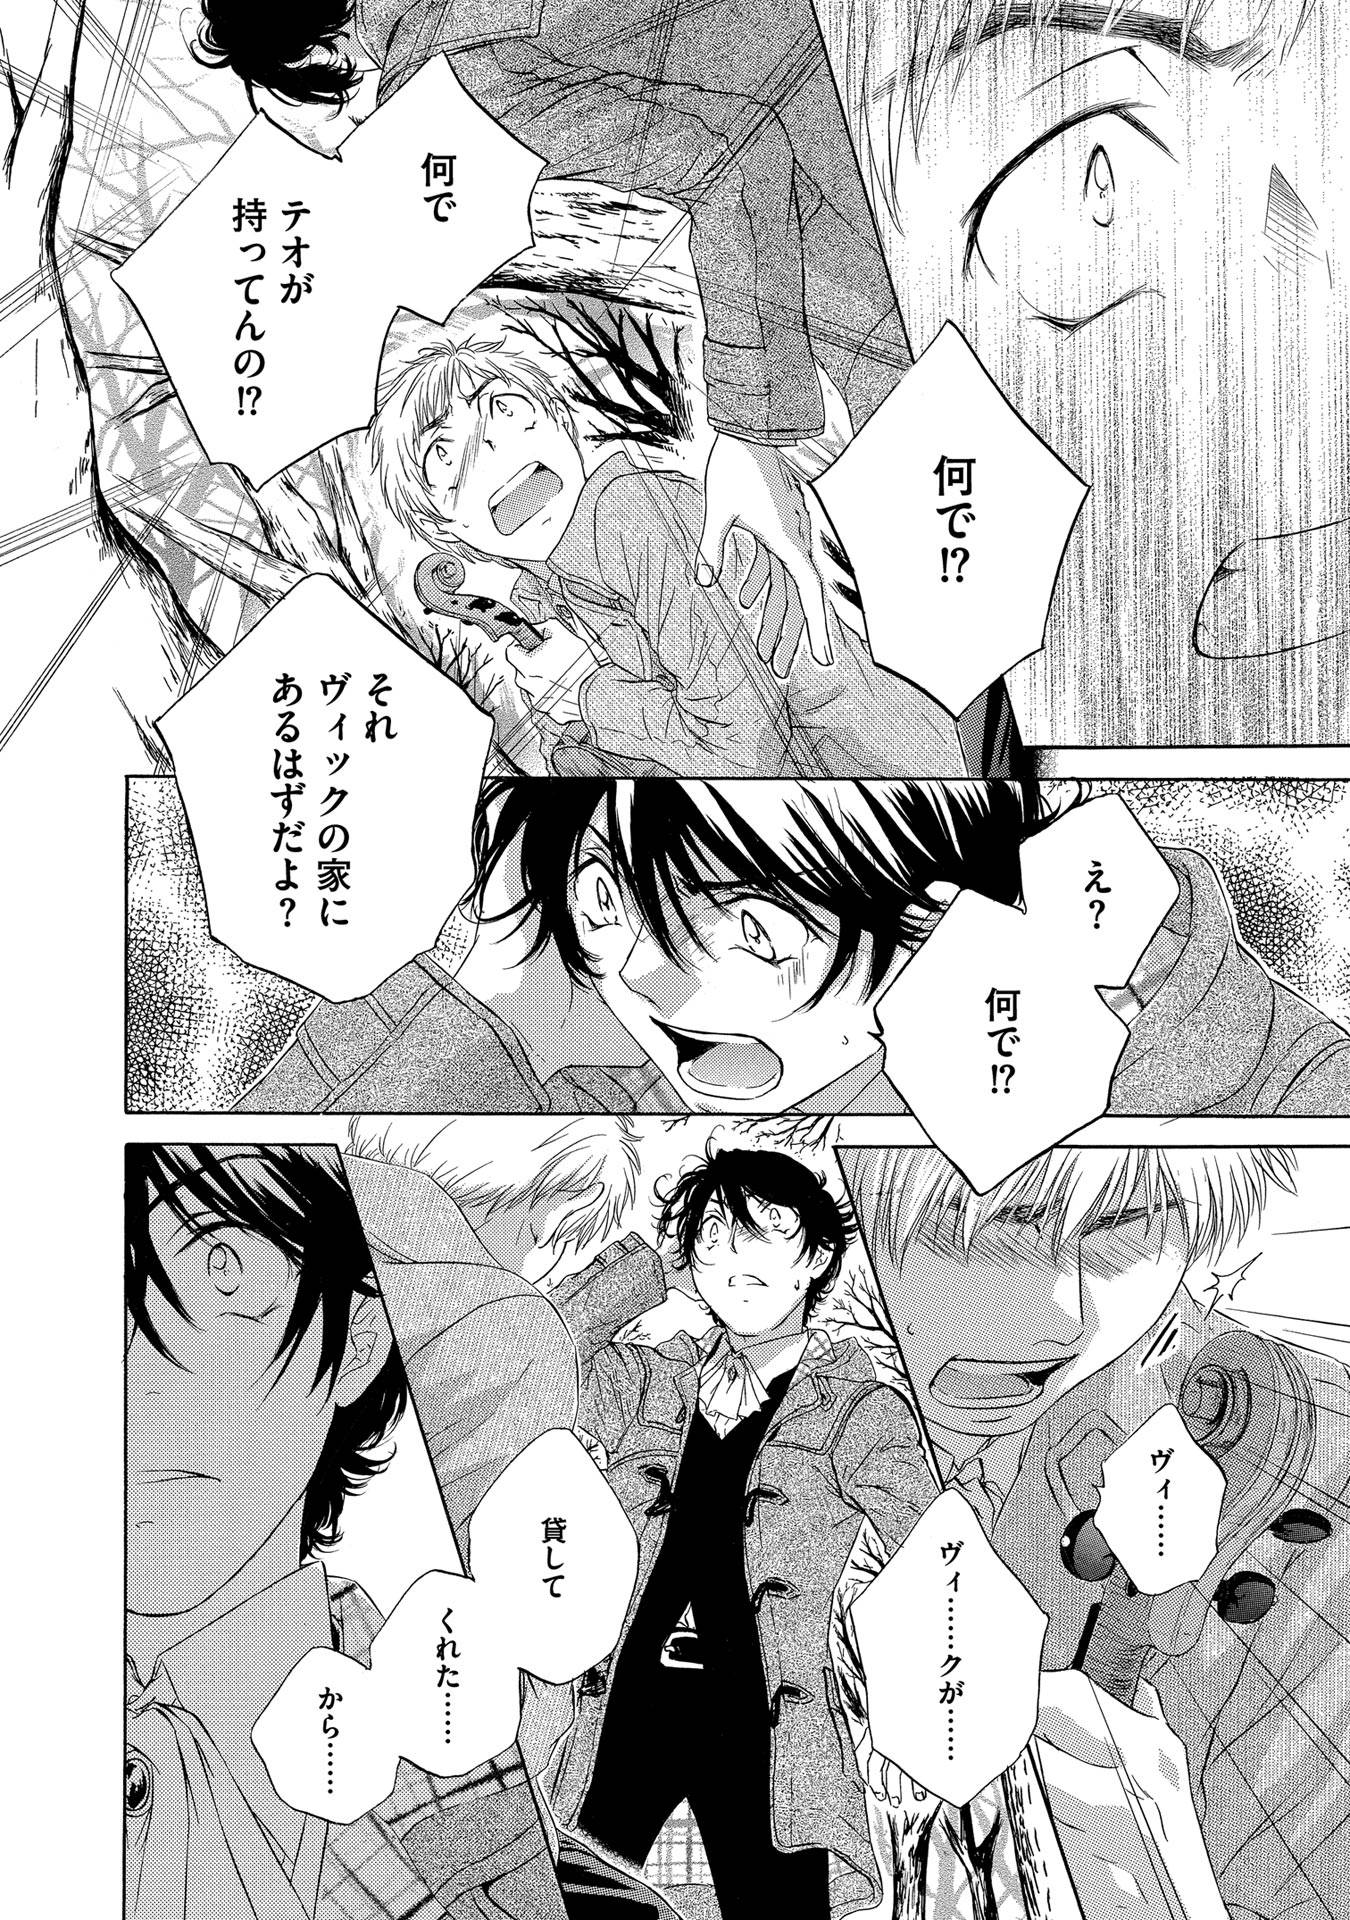 何で!?
何で
テオが
持ってんの!?
え?
何で!?
それ
ヴィックの家に
あるはずだよ?
ヴィ……
ヴィ……クが……
貸して
くれた……
から……